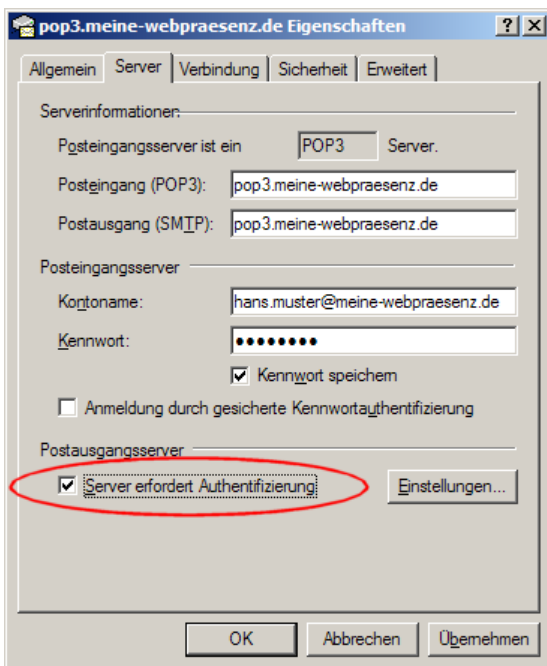 pop3.meine-webpraesenz.de Eigenschaften
Allgemein Server Verbindung Sicherheit Erweitert
Serverinformationen
Posteingangsserver ist ein POP3 Server.
Posteingang (POP3): pop3.meine-webpraesenz.de
Postausgang (SMTP): pop3.meine-webpraesenz.de
Posteingangsserver
Kontoname: hans.muster@meine-webpraesenz.de
Kennwort: ●●●●●●●●
Kennwort speichern
Anmeldung durch gesicherte Kennwortauthentifizierung
Postausgangsserver
Server erfordert Authentifizierung Einstellungen...
OK Abbrechen Übernehmen